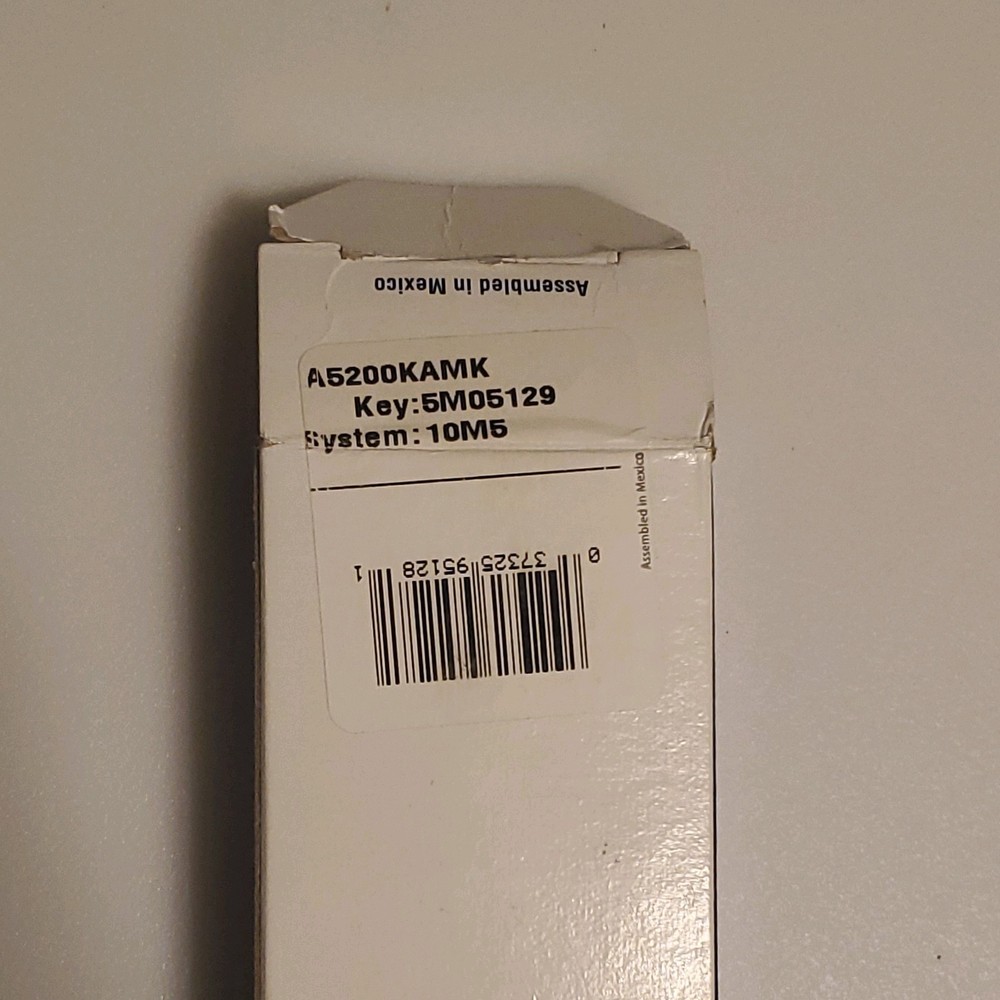 Assembled in Mexico
A5200KAMK
Key:5M05129
System:10M5
Assembled in Mexico
0 37325 95128 1